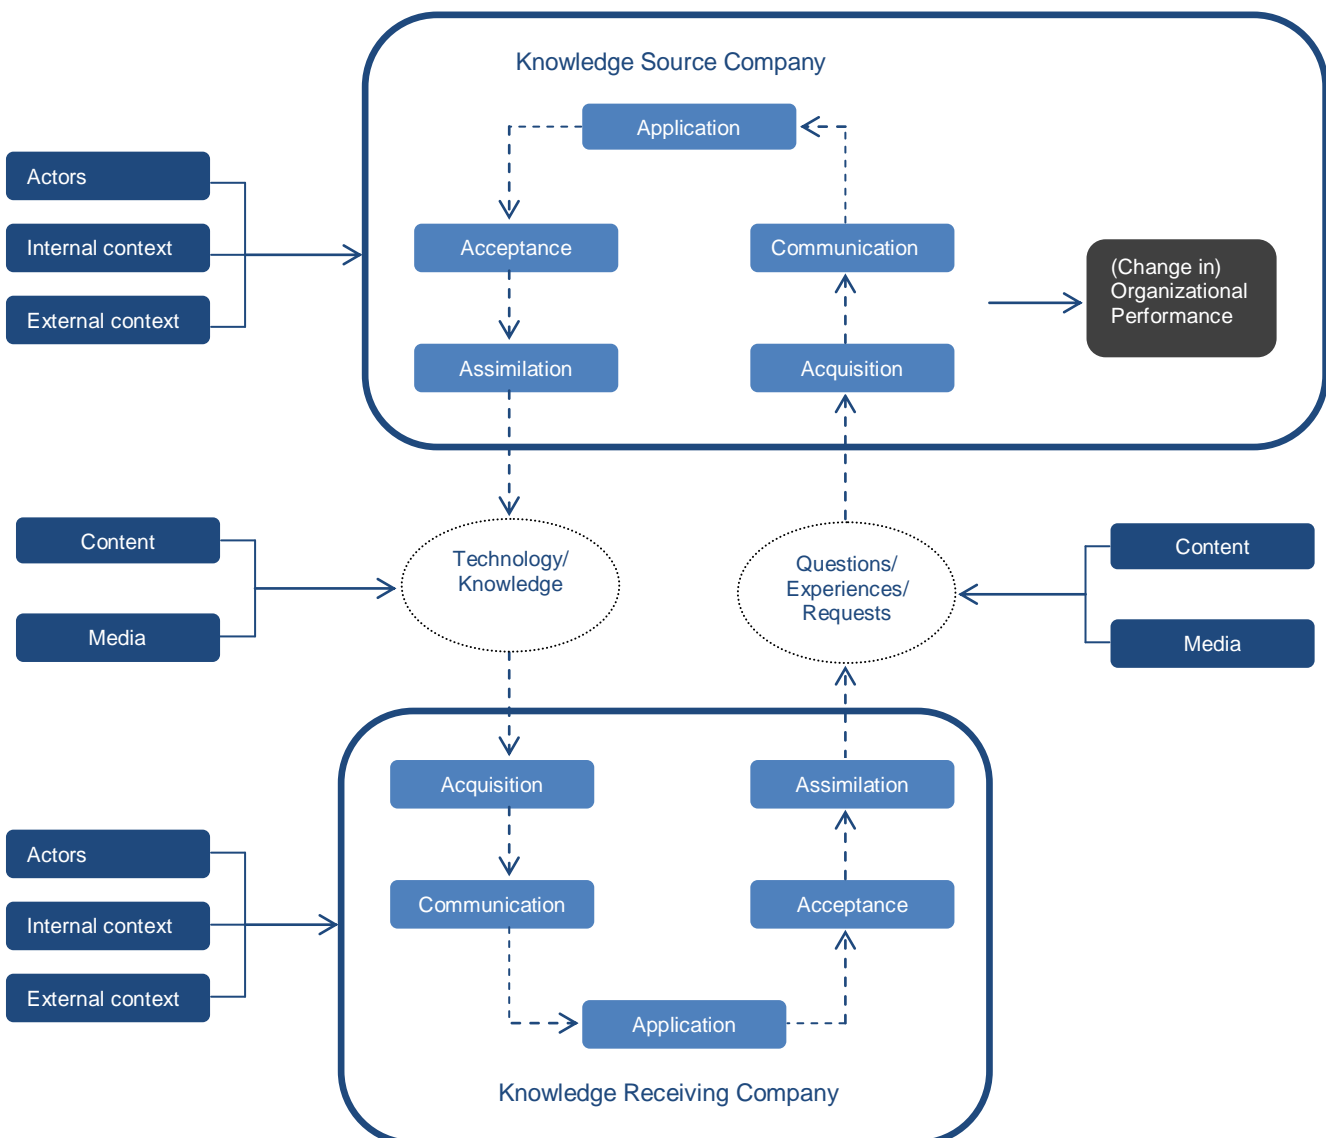 Knowledge Source Company
Application
Actors
Internal context
External context
Acceptance
Communication
Assimilation
Acquisition
(Change in)
Organizational
Performance
Content
Media
Technology/
Knowledge
Questions/
Experiences/
Requests
Content
Media
Acquisition
Assimilation
Actors
Internal context
External context
Communication
Acceptance
Application
Knowledge Receiving Company